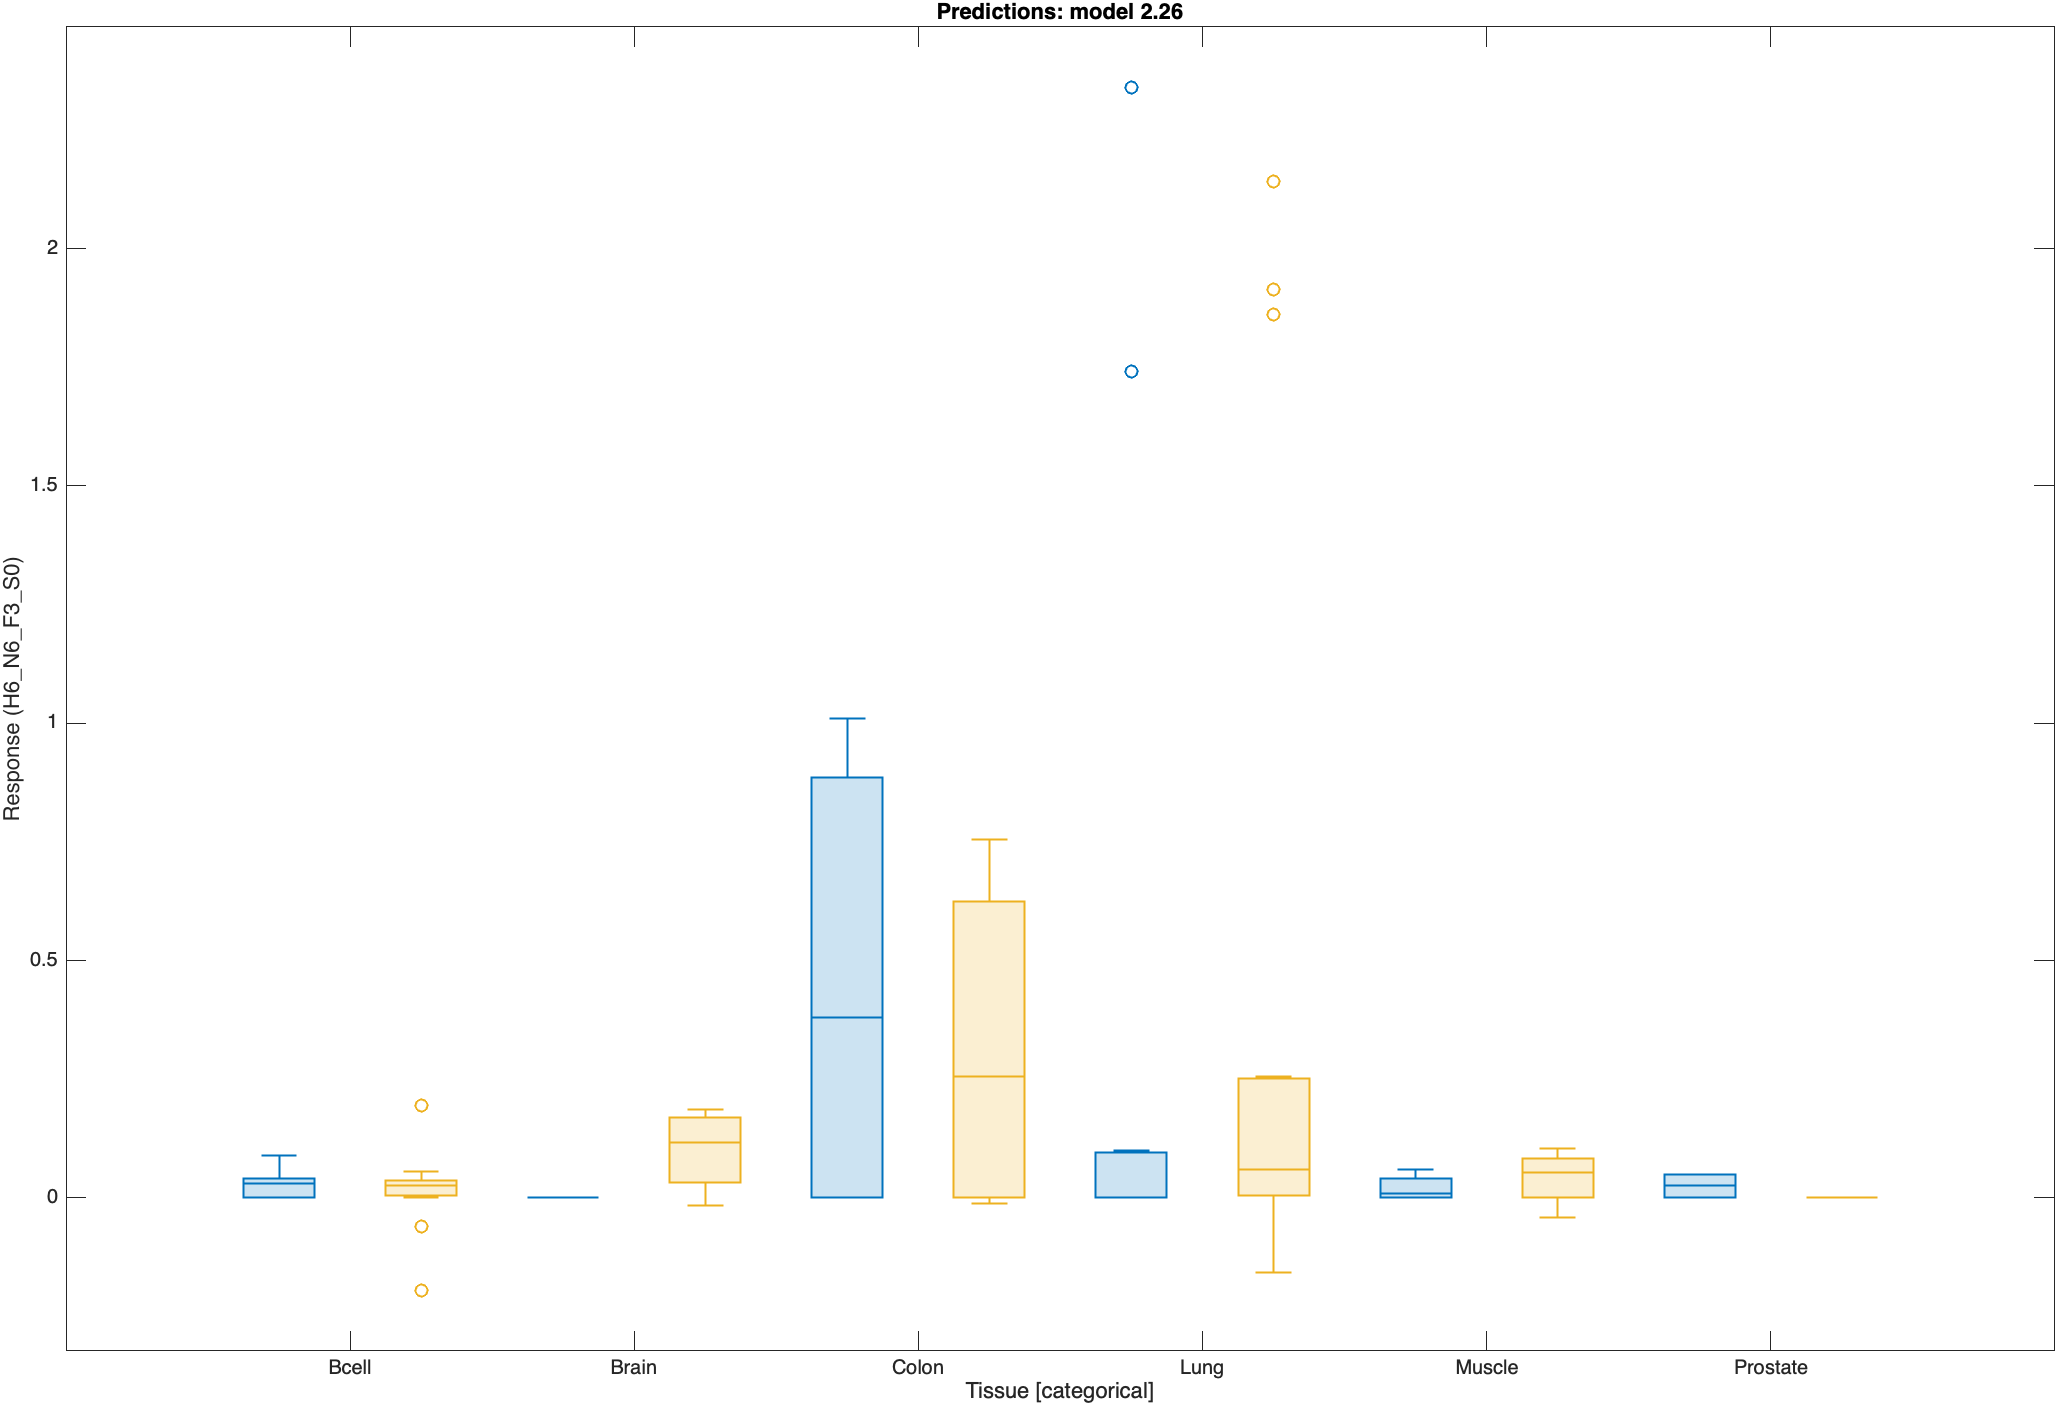 Predictions: model 2.26
2
1.5
1
0.5
0
Response (H6_N6_F3_S0)
Bcell
Brain
Colon
Lung
Muscle
Prostate
Tissue [categorical]